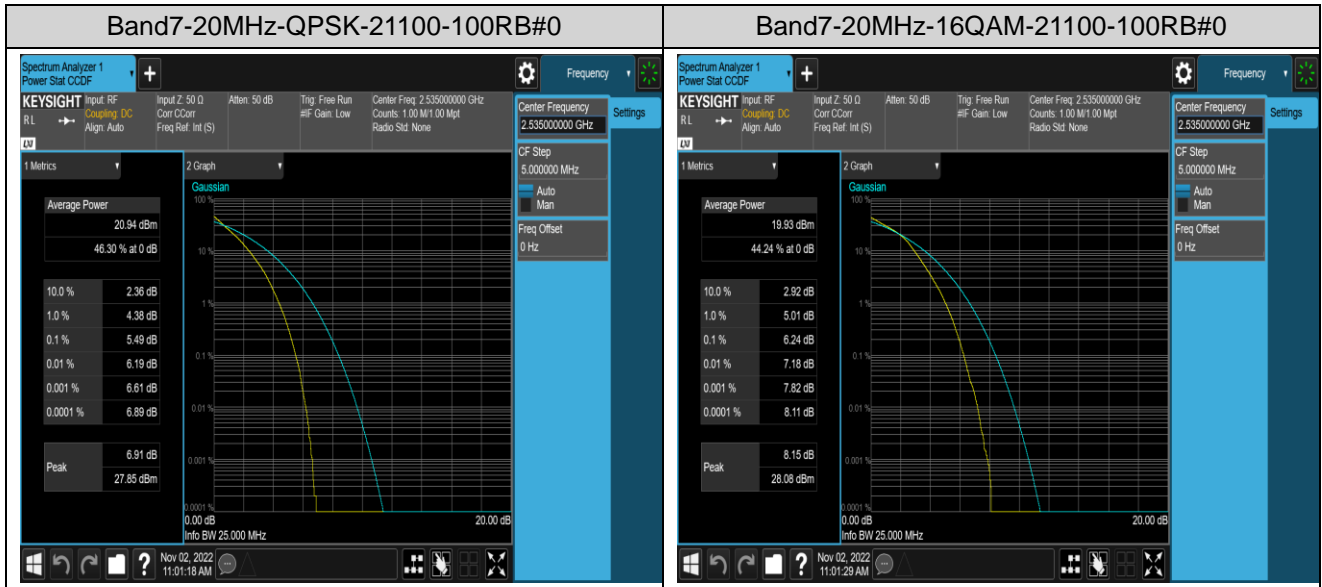 Band7-20MHz-QPSK-21100-100RB#0
Spectrum Analyzer 1
Power Stat CCDF
Frequency
KEYSIGHT
RL
Input: RF
Coupling: DC
Align: Auto
Input Z: 50 Ω
Corr CCorr
Freq Ref: Int (S)
Atten: 50 dB
Trig: Free Run
#IF Gain: Low
Center Freq: 2.535000000 GHz
Counts: 1.00 M/1.00 Mpt
Radio Std: None
LXI
Center Frequency
2.535000000 GHz
Settings
CF Step
5.000000 MHz
Auto
Man
Freq Offset
0 Hz
1 Metrics
Average Power
20.94 dBm
46.30 % at 0 dB
10.0 % 2.36 dB
1.0 % 4.38 dB
0.1 % 5.49 dB
0.01 % 6.19 dB
0.001 % 6.61 dB
0.0001 % 6.89 dB
Peak
6.91 dB
27.85 dBm
2 Graph
Gaussian
100 %
10 %
1 %
0.1 %
0.01 %
0.001 %
0.0001 %
0.00 dB 20.00 dB
Info BW 25.000 MHz
Nov 02, 2022
11:01:18 AM
Band7-20MHz-16QAM-21100-100RB#0
Spectrum Analyzer 1
Power Stat CCDF
Frequency
KEYSIGHT
RL
Input: RF
Coupling: DC
Align: Auto
Input Z: 50 Ω
Corr CCorr
Freq Ref: Int (S)
Atten: 50 dB
Trig: Free Run
#IF Gain: Low
Center Freq: 2.535000000 GHz
Counts: 1.00 M/1.00 Mpt
Radio Std: None
LXI
Center Frequency
2.535000000 GHz
Settings
CF Step
5.000000 MHz
Auto
Man
Freq Offset
0 Hz
1 Metrics
Average Power
19.93 dBm
44.24 % at 0 dB
10.0 % 2.92 dB
1.0 % 5.01 dB
0.1 % 6.24 dB
0.01 % 7.18 dB
0.001 % 7.82 dB
0.0001 % 8.11 dB
Peak
8.15 dB
28.08 dBm
2 Graph
Gaussian
100 %
10 %
1 %
0.1 %
0.01 %
0.001 %
0.0001 %
0.00 dB 20.00 dB
Info BW 25.000 MHz
Nov 02, 2022
11:01:29 AM